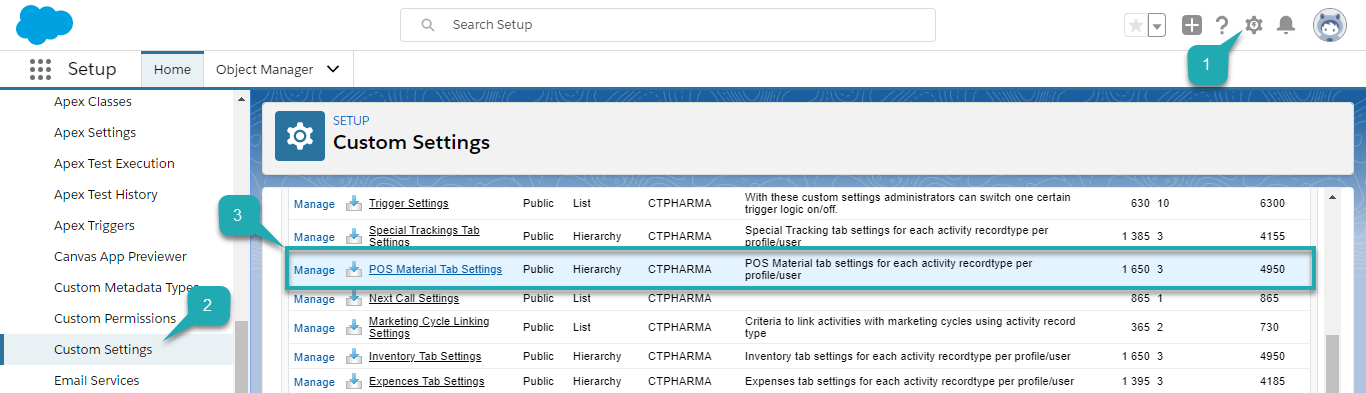 Search Setup
1
Setup
Home
Object Manager
Apex Classes
Apex Settings
Apex Test Execution
Apex Test History
Apex Triggers
Canvas App Previewer
Custom Metadata Types
2
Custom Permissions
Custom Settings
Email Services
SETUP
Custom Settings
3
Manage Trigger Settings Public List CTPHARMA With these custom settings administrators can switch one certain 630 10 6300
trigger logic on/off.
Manage Special Trackings Tab Public Hierarchy CTPHARMA Special Tracking tab settings for each activity recordtype per 1 385 3 4155
Settings profile/user
Manage POS Material Tab Settings Public Hierarchy CTPHARMA POS Material tab settings for each activity recordtype per 1 650 3 4950
profile/user
Manage Next Call Settings Public List CTPHARMA 865 1 865
Manage Marketing Cycle Linking Public List CTPHARMA Criteria to link activities with marketing cycles using activity record 365 2 730
Settings type
Manage Inventory Tab Settings Public Hierarchy CTPHARMA Inventory tab settings for each activity recordtype per profile/user 1 650 3 4950
Manage Expences Tab Settings Public Hierarchy CTPHARMA Expenses tab settings for each activity recordtype per profile/user 1 395 3 4185